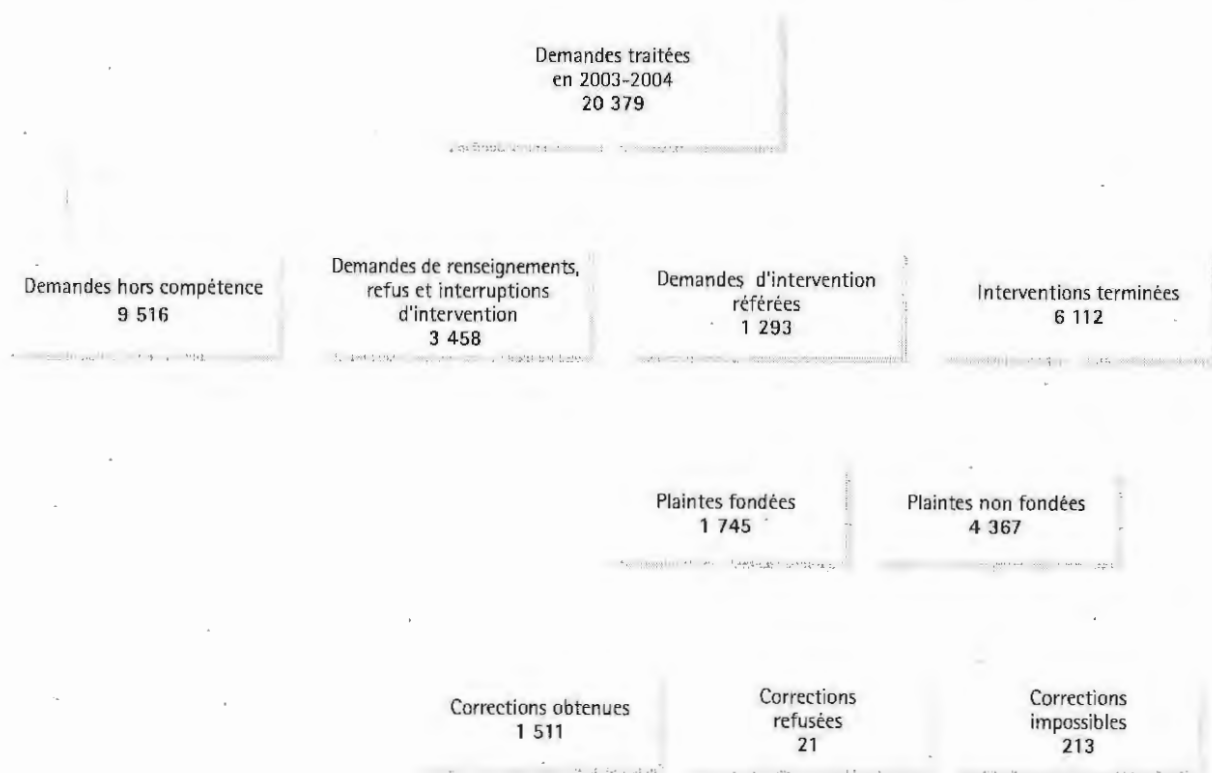 Demandes traitées
en 2003-2004
20 379
Demandes hors compétence
9 516
Demandes de renseignements,
refus et interruptions
d'intervention
3 458
Demandes d'intervention
référées
1 293
Interventions terminées
6 112
Plaintes fondées
1 745
Plaintes non fondées
4 367
Corrections obtenues
1 511
Corrections
refusées
21
Corrections
impossibles
213